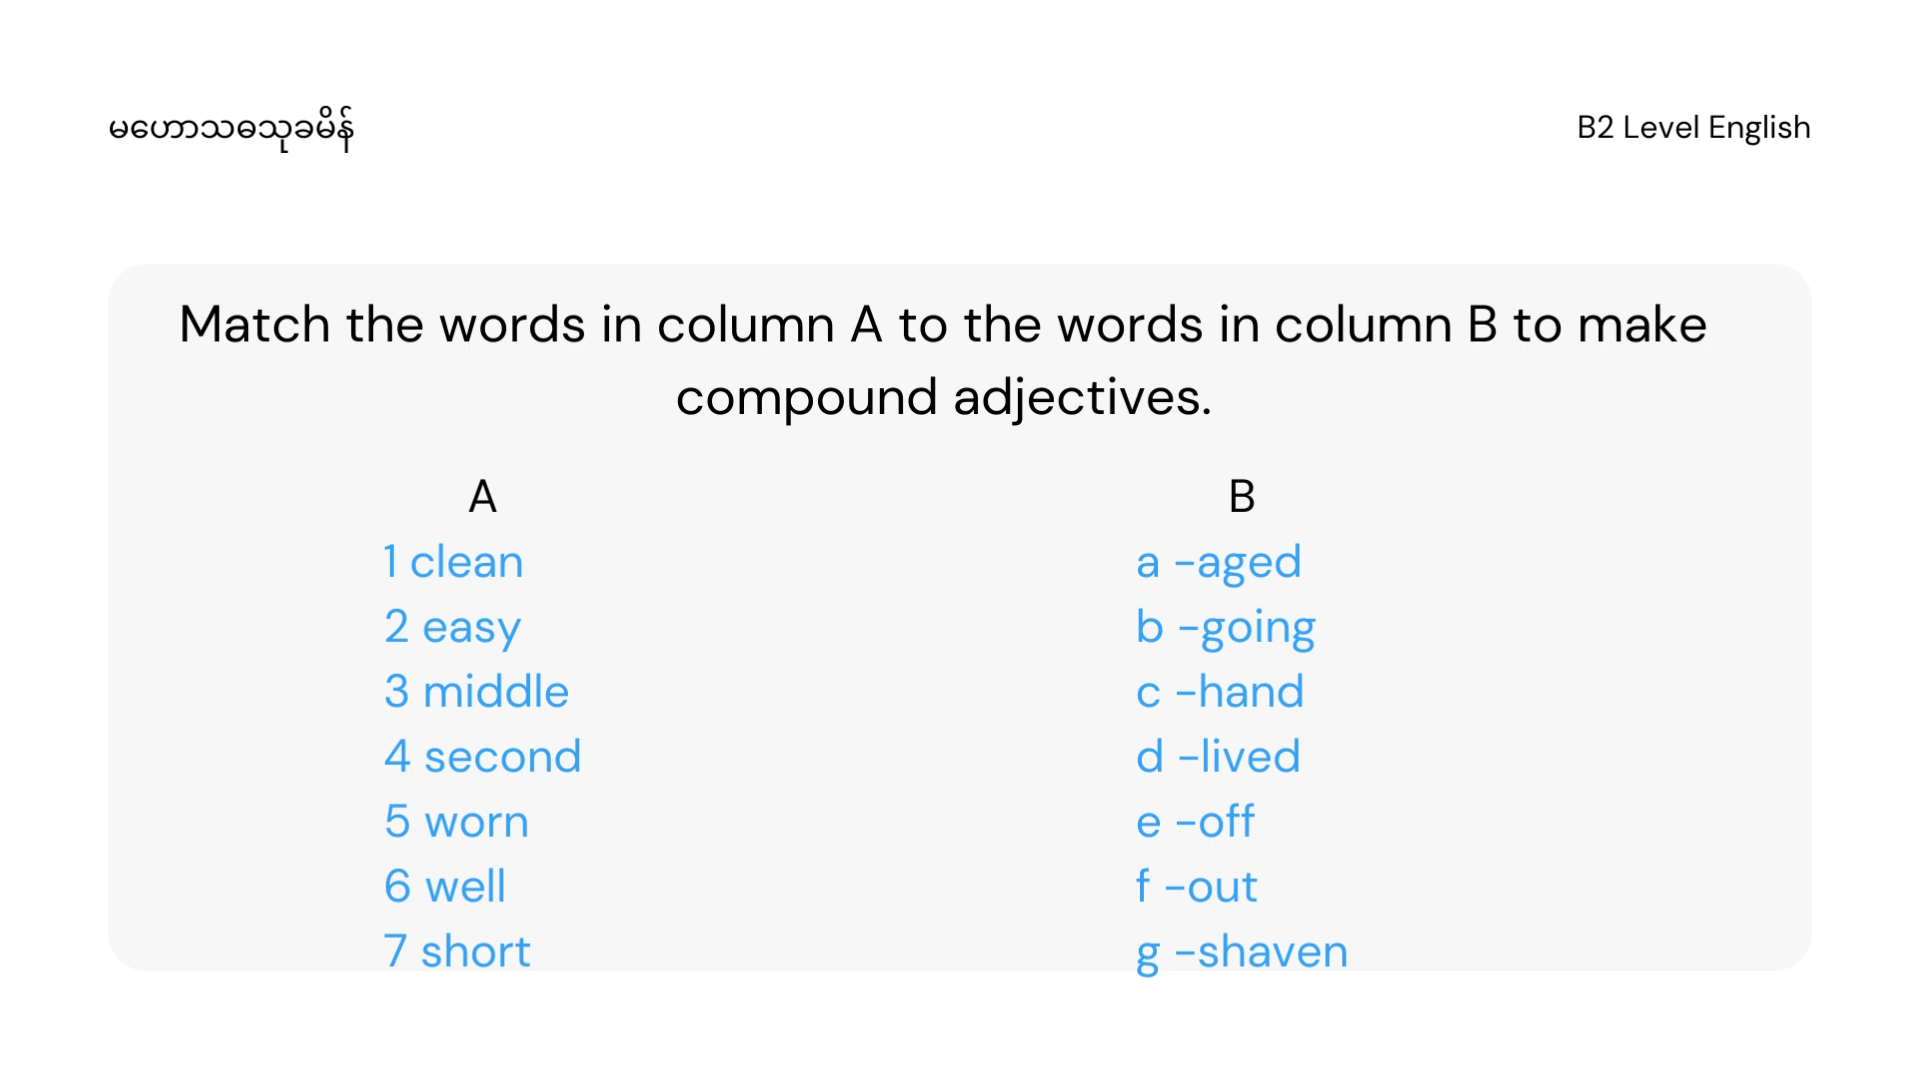 မဟောသဓသုခမိန်
B2 Level English
Match the words in column A to the words in column B to make
compound adjectives.
A
1 clean
2 easy
3 middle
4 second
5 worn
6 well
7 short
B
a -aged
b -going
c -hand
d -lived
e -off
f -out
g -shaven